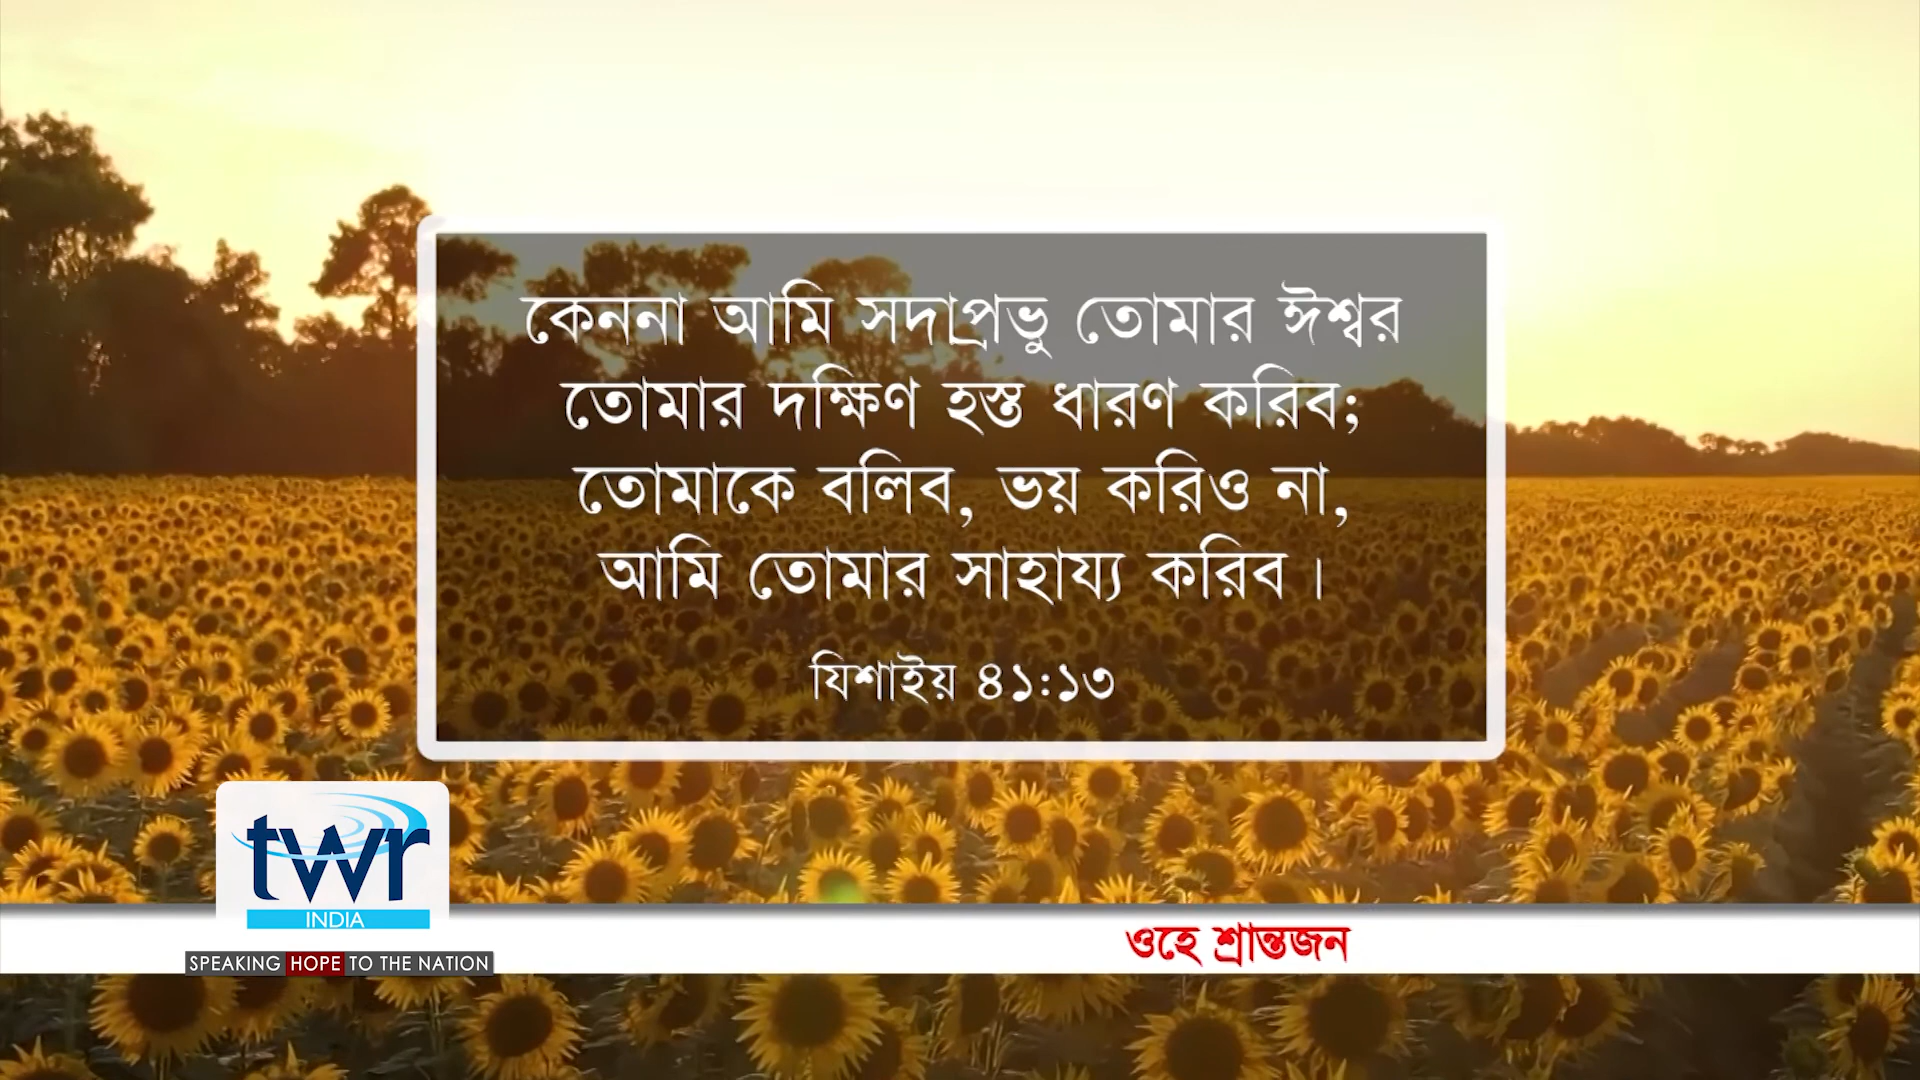 কেননা আমি সদাপ্রভু তোমার ঈশ্বর
তোমার দক্ষিণ হস্ত ধারণ করিব;
তোমাকে বলিব, ভয় করিও না,
আমি তোমার সাহায্য করিব।
যিশাইয় ৪১:১৩
twr
INDIA
ওহে শ্রান্তজন
SPEAKING HOPE TO THE NATION